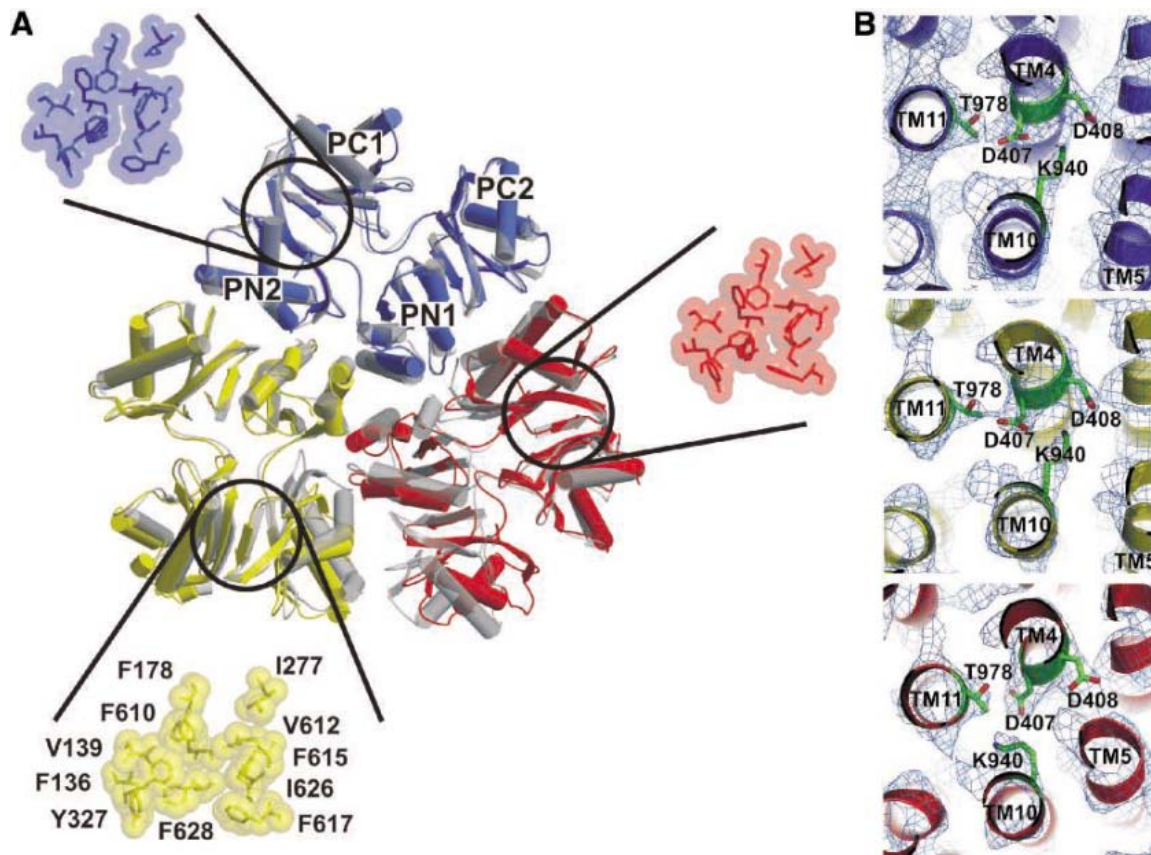 A
PC1
PC2
PN2
PN1
F178
I277
F610
V612
V139
F615
F136
I626
Y327
F628
F617
B
TM4
T978
TM11
D407
D408
K940
TM10
TM5
TM4
T978
TM11
D407
D408
K940
TM10
TM5
TM4
T978
TM11
D407
D408
K940
TM5
TM10